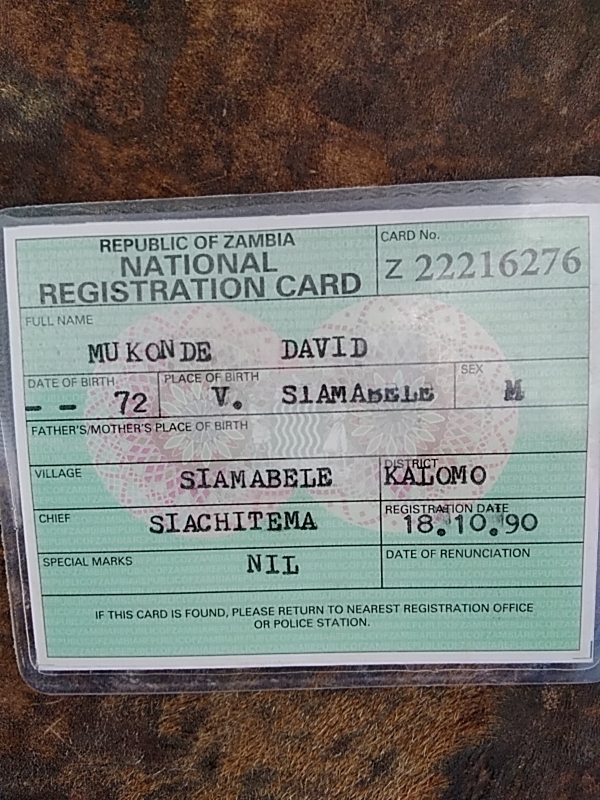 REPUBLIC OF ZAMBIA
NATIONAL
REGISTRATION CARD
CARD No.
Z 22216276
FULL NAME
MUKONDE DAVID
DATE OF BIRTH
-- 72
PLACE OF BIRTH
V. SIAMABELE
SEX
M
FATHER'S/MOTHER'S PLACE OF BIRTH
VILLAGE
SIAMABELE
DISTRICT
KALOMO
CHIEF
SIACHITEMA
REGISTRATION DATE
18.10.90
SPECIAL MARKS
NIL
DATE OF RENUNCIATION
IF THIS CARD IS FOUND, PLEASE RETURN TO NEAREST REGISTRATION OFFICE
OR POLICE STATION.